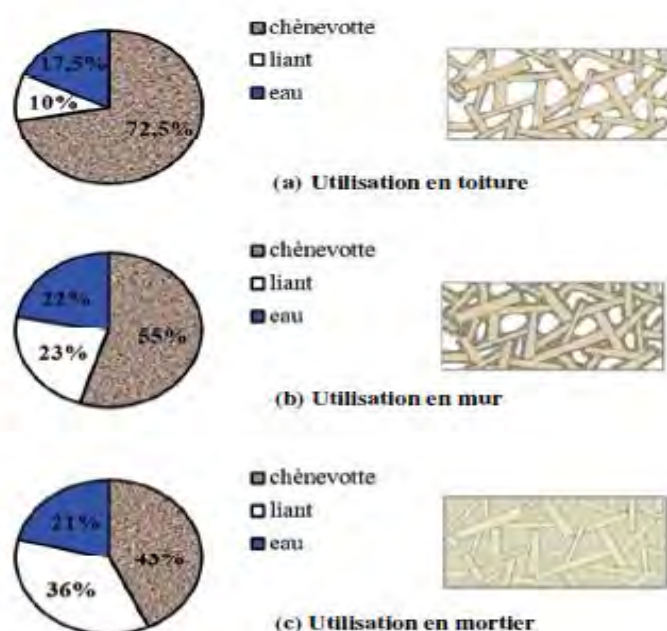 chènevotte
liant
eau
17,5%
10%
72,5%
(a) Utilisation en toiture
chènevotte
liant
eau
22%
23%
55%
(b) Utilisation en mur
chènevotte
liant
eau
21%
36%
43%
(c) Utilisation en mortier